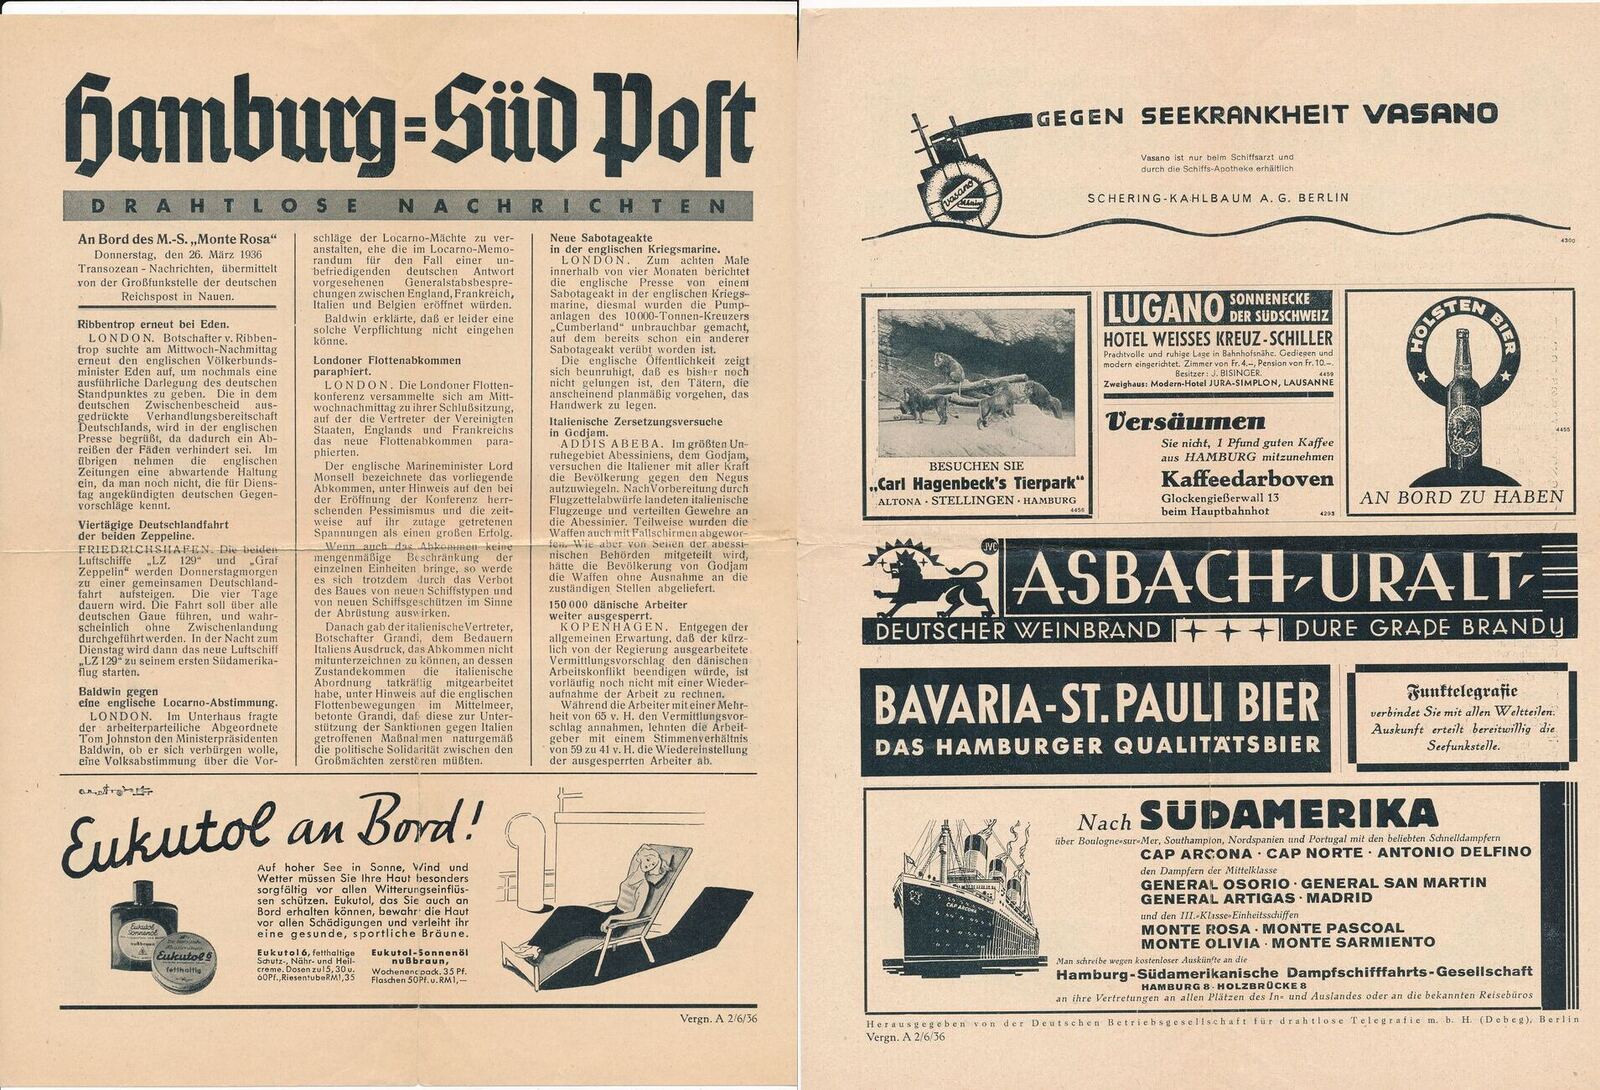 Hamburg=Süd Post
DRAHTLOSE NACHRICHTEN
An Bord des M.-S. „Monte Rosa“
Donnerstag, den 26. März 1936
Transozean-Nachrichten, übermittelt
von der Großfunkstelle der deutschen
Reichspost in Nauen.
Ribbentrop erneut bei Eden.
LONDON. Botschafter v. Ribben-
trop suchte am Mittwoch-Nachmittag
erneut den englischen Völkerbunds-
minister Eden auf, um nochmals eine
ausführliche Darlegung des deutschen
Standpunktes zu geben. Die in dem
deutschen Zwischenbescheid aus-
gedrückte Verhandlungsbereitschaft
Deutschlands, wird in der englischen
Presse begrüßt, da dadurch ein Ab-
reißen der Fäden verhindert sei. Im
übrigen nehmen die englischen
Zeitungen eine abwartende Haltung
ein, da man noch nicht, die für Diens-
tag angekündigten deutschen Gegen-
vorschläge kennt.
Viertägige Deutschlandfahrt
der beiden Zeppeline.
FRIEDRICHSHAFEN. Die beiden
Luftschiffe „LZ 129“ und „Graf
Zeppelin“ werden Donnerstagmorgen
zu einer gemeinsamen Deutschland-
fahrt aufsteigen. Die vier Tage
dauern wird. Die Fahrt soll über alle
deutschen Gaue führen, und wahr-
scheinlich ohne Zwischenlandung
durchgeführt werden. In der Nacht zum
Dienstag wird dann das neue Luftschiff
„LZ 129“ zu seinem ersten Südamerika-
flug starten.
Baldwin gegen
eine englische Locarno-Abstimmung.
LONDON. Im Unterhaus fragte
der arbeiterparteiliche Abgeordnete
Tom Johnston den Ministerpräsidenten
Baldwin, ob er sich verbürgen wolle,
eine Volksabstimmung über die Vor-
schläge der Locarno-Mächte zu ver-
anstalten, ehe die im Locarno-Memo-
randum für den Fall einer un-
befriedigenden deutschen Antwort
vorgesehenen Generalstabsbespre-
chungen zwischen England, Frankreich,
Italien und Belgien eröffnet würden.
Baldwin erklärte, daß er leider eine
solche Verpflichtung nicht eingehen
könne.
Londoner Flottenabkommen
paraphiert.
LONDON. Die Londoner Flotten-
konferenz versammelte sich am Mitt-
wochnachmittag zu ihrer Schlußsitzung,
auf der die Vertreter der Vereinigten
Staaten, Englands und Frankreichs
das neue Flottenabkommen para-
phierten.
Der englische Marineminister Lord
Monsell bezeichnete das vorliegende
Abkommen, unter Hinweis auf den bei
der Eröffnung der Konferenz herr-
schenden Pessimismus und die zeit-
weise auf ihr zutage getretenen
Spannungen als einen großen Erfolg.
Wenn auch das Abkommen keine
mengenmäßige Beschränkung der
einzelnen Einheiten bringe, so werde
es sich trotzdem durch das Verbot
des Baues von neuen Schiffstypen und
von neuen Schiffsgeschützen im Sinne
der Abrüstung auswirken.
Danach gab der italienische Vertreter,
Botschafter Grandi, dem Bedauern
Italiens Ausdruck, das Abkommen nicht
mitunterzeichnen zu können, an dessen
Zustandekommen die italienische
Abordnung tatkräftig mitgearbeitet
habe, unter Hinweis auf die englischen
Flottenbewegungen im Mittelmeer,
betonte Grandi, daß diese zur Unter-
stützung der Sanktionen gegen Italien
getroffenen Maßnahmen naturgemäß
die politische Solidarität zwischen den
Großmächten zerstören müßten.
Neue Sabotageakte
in der englischen Kriegsmarine.
LONDON. Zum achten Male
innerhalb von vier Monaten berichtet
die englische Presse von einem
Sabotageakt in der englischen Kriegs-
marine, diesmal wurden die Pump-
anlagen des 10000-Tonnen-Kreuzers
„Cumberland“ unbrauchbar gemacht,
auf dem bereits schon ein anderer
Sabotageakt verübt worden ist.
Die englische Öffentlichkeit zeigt
sich beunruhigt, daß es bisher noch
nicht gelungen ist, den Tätern, die
anscheinend planmäßig vorgehen, das
Handwerk zu legen.
Italienische Zersetzungsversuche
in Godjam.
ADDIS ABEBA. Im größten Un-
ruhegebiet Abessiniens, dem Godjam,
versuchen die Italiener mit aller Kraft
die Bevölkerung gegen den Negus
aufzuwiegeln. Nach Vorbereitung durch
Flugzettelabwürfe landeten italienische
Flugzeuge und verteilten Gewehre an
die Abessinier. Teilweise wurden die
Waffen auch mit Fallschirmen abgewor-
fen. Wie aber von Seiten der abessi-
nischen Behörden mitgeteilt wird,
hätte die Bevölkerung von Godjam
die Waffen ohne Ausnahme an die
zuständigen Stellen abgeliefert.
150000 dänische Arbeiter
weiter ausgesperrt.
KOPENHAGEN. Entgegen der
allgemeinen Erwartung, daß der kürz-
lich von der Regierung ausgearbeitete
Vermittlungsvorschlag den dänischen
Arbeitskonflikt beendigen würde, ist
vorläufig noch nicht mit einer Wieder-
aufnahme der Arbeit zu rechnen.
Während die Arbeiter mit einer Mehr-
heit von 65 v. H. den Vermittlungsvor-
schlag annahmen, lehnten die Arbeit-
geber mit einem Stimmenverhältnis
von 59 zu 41 v. H. die Wiedereinstellung
der ausgesperrten Arbeiter ab.
Eukutol an Bord!
Auf hoher See in Sonne, Wind und
Wetter müssen Sie Ihre Haut besonders
sorgfältig vor allen Witterungseinflüs-
sen schützen. Eukutol, das Sie auch an
Bord erhalten können, bewahrt die Haut
vor allen Schädigungen und verleiht ihr
eine gesunde, sportliche Bräune.
Eukutol 6, fetthaltige
Schutz-, Nähr- und Heil-
creme. Dosen zu 15, 30 u.
60 Pf., Riesentube RM 1,35
Eukutol-Sonnenöl
nußbraun,
Wochenendpack. 35 Pf.
Flaschen 50 Pf. u. RM 1,—
Eukutol
Sonnenöl
nußbraun
Eukutol 6
fetthaltig
Vergn. A 2/6/36
GEGEN SEEKRANKHEIT VASANO
Vasano ist nur beim Schiffsarzt und
durch die Schiffs-Apotheke erhältlich
SCHERING-KAHLBAUM A. G. BERLIN
Vasano
4300
BESUCHEN SIE
„Carl Hagenbeck's Tierpark“
ALTONA · STELLINGEN · HAMBURG
4456
LUGANO SONNENECKE
DER SÜDSCHWEIZ
HOTEL WEISSES KREUZ-SCHILLER
Prachtvolle und ruhige Lage in Bahnhofsnähe. Gediegen und
modern eingerichtet. Zimmer von Fr. 4.–, Pension von Fr. 10.–.
Besitzer: J. BISINGER. 4459
Zweighaus: Modern-Hotel JURA-SIMPLON, LAUSANNE
Versäumen
Sie nicht, 1 Pfund guten Kaffee
aus HAMBURG mitzunehmen
Kaffeedarboven
Glockengießerwall 13
beim Hauptbahnhof
4293
HOLSTEN BIER
4455
AN BORD ZU HABEN
JVC
ASBACH-URALT
DEUTSCHER WEINBRAND PURE GRAPE BRANDY
BAVARIA-ST. PAULI BIER
DAS HAMBURGER QUALITÄTSBIER
Funktelegrafie
verbindet Sie mit allen Weltteilen.
Auskunft erteilt bereitwillig die
Seefunkstelle.
Nach SÜDAMERIKA
über Boulogne-sur-Mer, Southampton, Nordspanien und Portugal mit den beliebten Schnelldampfern
CAP ARCONA · CAP NORTE · ANTONIO DELFINO
den Dampfern der Mittelklasse
GENERAL OSORIO · GENERAL SAN MARTIN
GENERAL ARTIGAS · MADRID
und den III.-Klasse-Einheitsschiffen
MONTE ROSA · MONTE PASCOAL
MONTE OLIVIA · MONTE SARMIENTO
Man schreibe wegen kostenloser Auskünfte an die
Hamburg-Südamerikanische Dampfschifffahrts-Gesellschaft
HAMBURG 8 · HOLZBRÜCKE 8
an ihre Vertretungen an allen Plätzen des In- und Auslandes oder an die bekannten Reisebüros
CAP ARCONA
Herausgegeben von der Deutschen Betriebsgesellschaft für drahtlose Telegrafie m. b. H. (Debeg), Berlin
Vergn. A 2/6/36